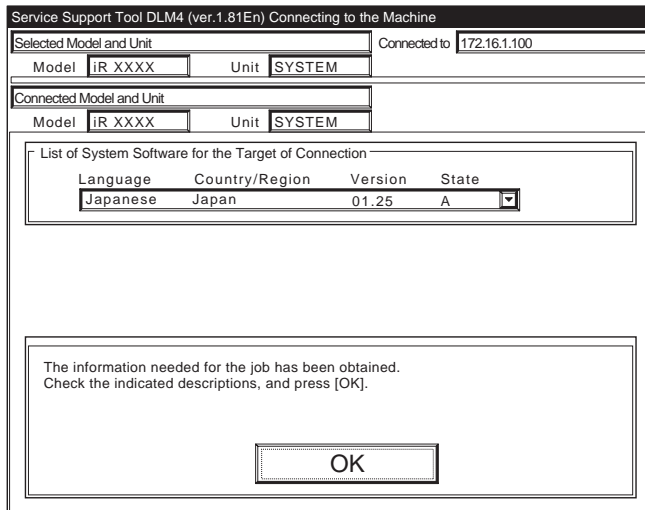 Service Support Tool DLM4 (ver.1.81En) Connecting to the Machine
Selected Model and Unit Connected to 172.16.1.100
Model iR XXXX Unit SYSTEM
Connected Model and Unit
Model iR XXXX Unit SYSTEM
List of System Software for the Target of Connection
Language Country/Region Version State
Japanese Japan 01.25 A
The information needed for the job has been obtained.
Check the indicated descriptions, and press [OK].
OK